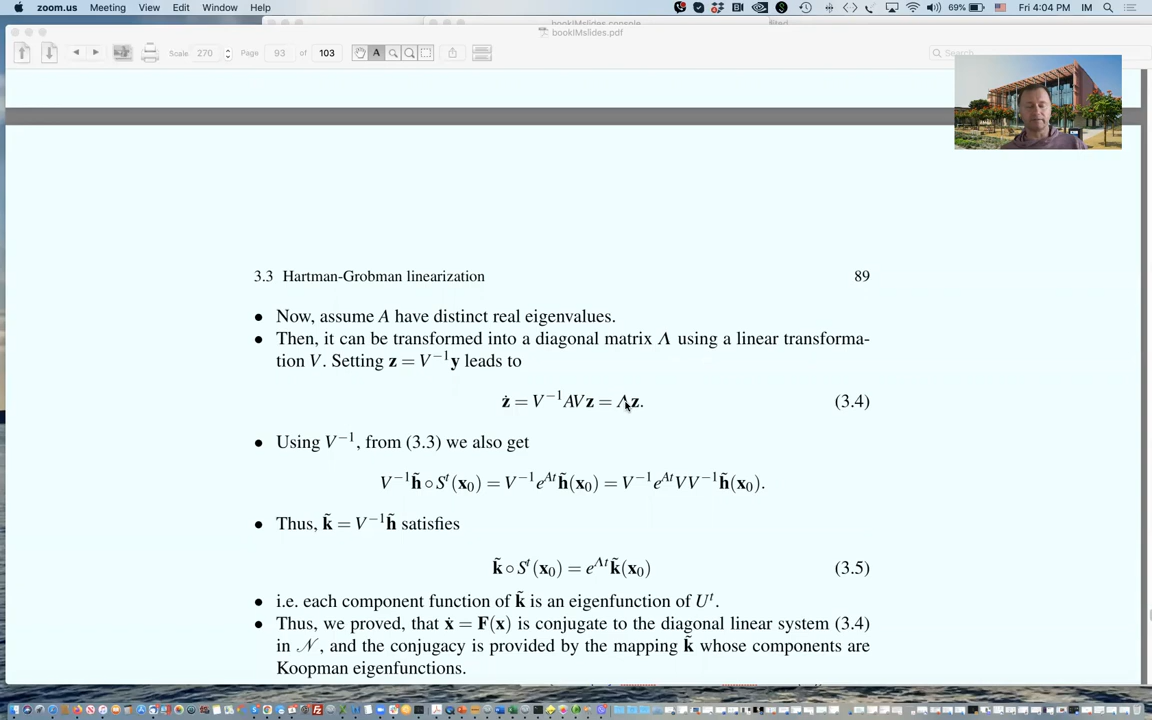 zoom.us Meeting View Edit Window Help 69% Fri 4:04 PM IM
bookIMslides.pdf
Scale 270 Page 93 of 103 A Search
3.3 Hartman-Grobman linearization 89
• Now, assume A have distinct real eigenvalues.
• Then, it can be transformed into a diagonal matrix Λ using a linear transforma-
tion V. Setting z = V⁻¹y leads to
ż = V⁻¹AVz = Λz. (3.4)
• Using V⁻¹, from (3.3) we also get
V⁻¹h̃ ∘ Sᵗ(x₀) = V⁻¹eᴬᵗh̃(x₀) = V⁻¹eᴬᵗVV⁻¹h̃(x₀).
• Thus, k̃ = V⁻¹h̃ satisfies
k̃ ∘ Sᵗ(x₀) = e^{Λt}k̃(x₀) (3.5)
• i.e. each component function of k̃ is an eigenfunction of Uᵗ.
• Thus, we proved, that ẋ = F(x) is conjugate to the diagonal linear system (3.4)
in 𝒩, and the conjugacy is provided by the mapping k̃ whose components are
Koopman eigenfunctions.